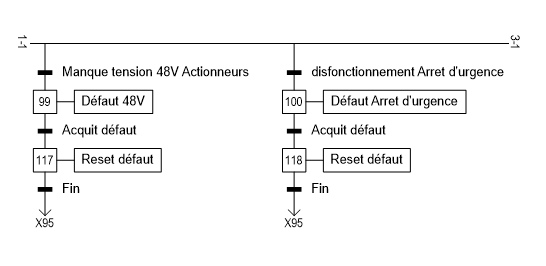 1-1
3-1
Manque tension 48V Actionneurs
disfonctionnement Arret d'urgence
99
Défaut 48V
100
Défaut Arret d'urgence
Acquit défaut
Acquit défaut
117
Reset défaut
118
Reset défaut
Fin
Fin
X95
X95